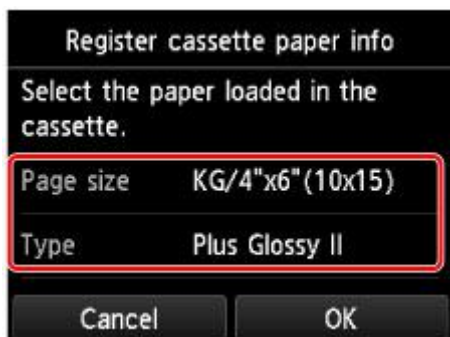 Register cassette paper info
Select the paper loaded in the
cassette.
Page size KG/4"x6"(10x15)
Type Plus Glossy II
Cancel OK